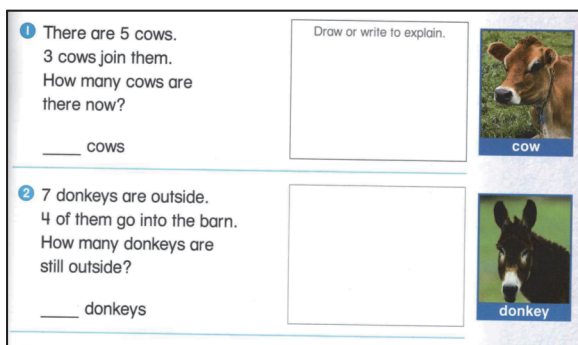 1 There are 5 cows.
3 cows join them.
How many cows are
there now?
____ cows
Draw or write to explain.
cow
2 7 donkeys are outside.
4 of them go into the barn.
How many donkeys are
still outside?
____ donkeys
donkey